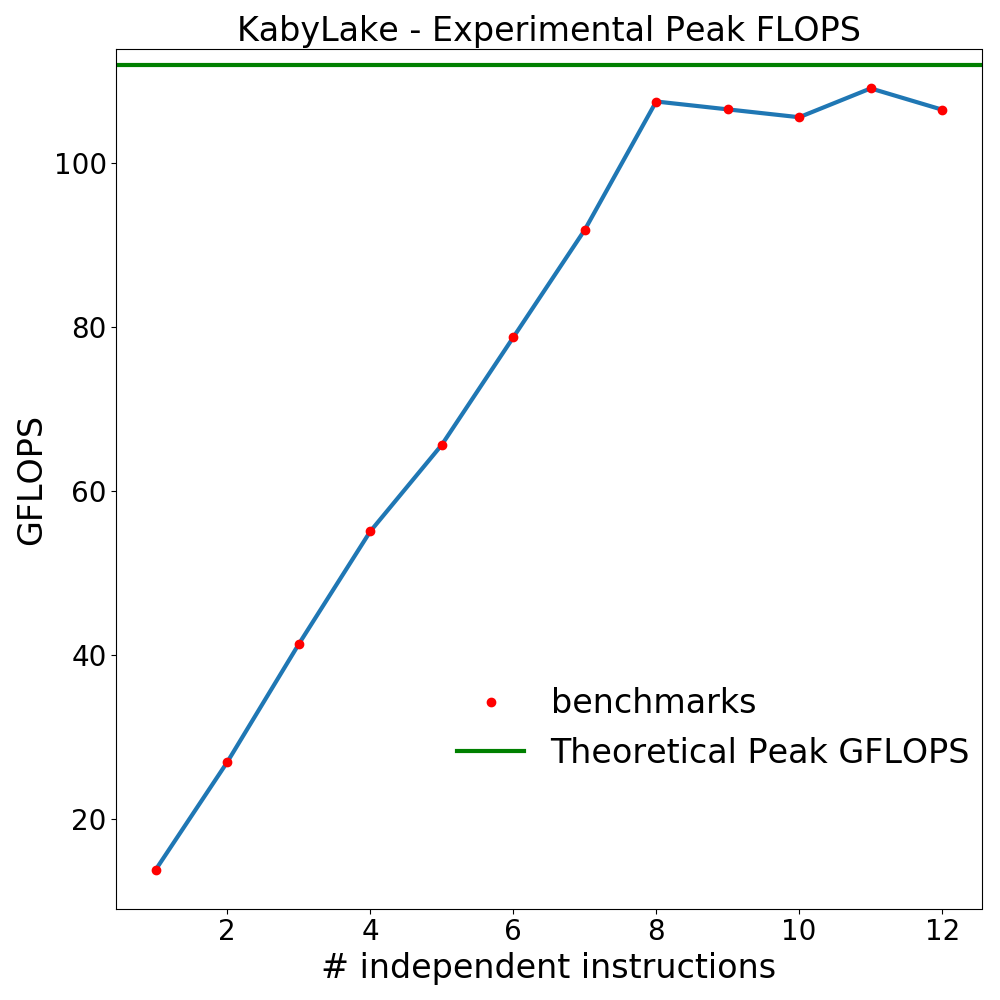 KabyLake - Experimental Peak FLOPS
GFLOPS
100
80
60
40
20
benchmarks
Theoretical Peak GFLOPS
2 4 6 8 10 12
# independent instructions